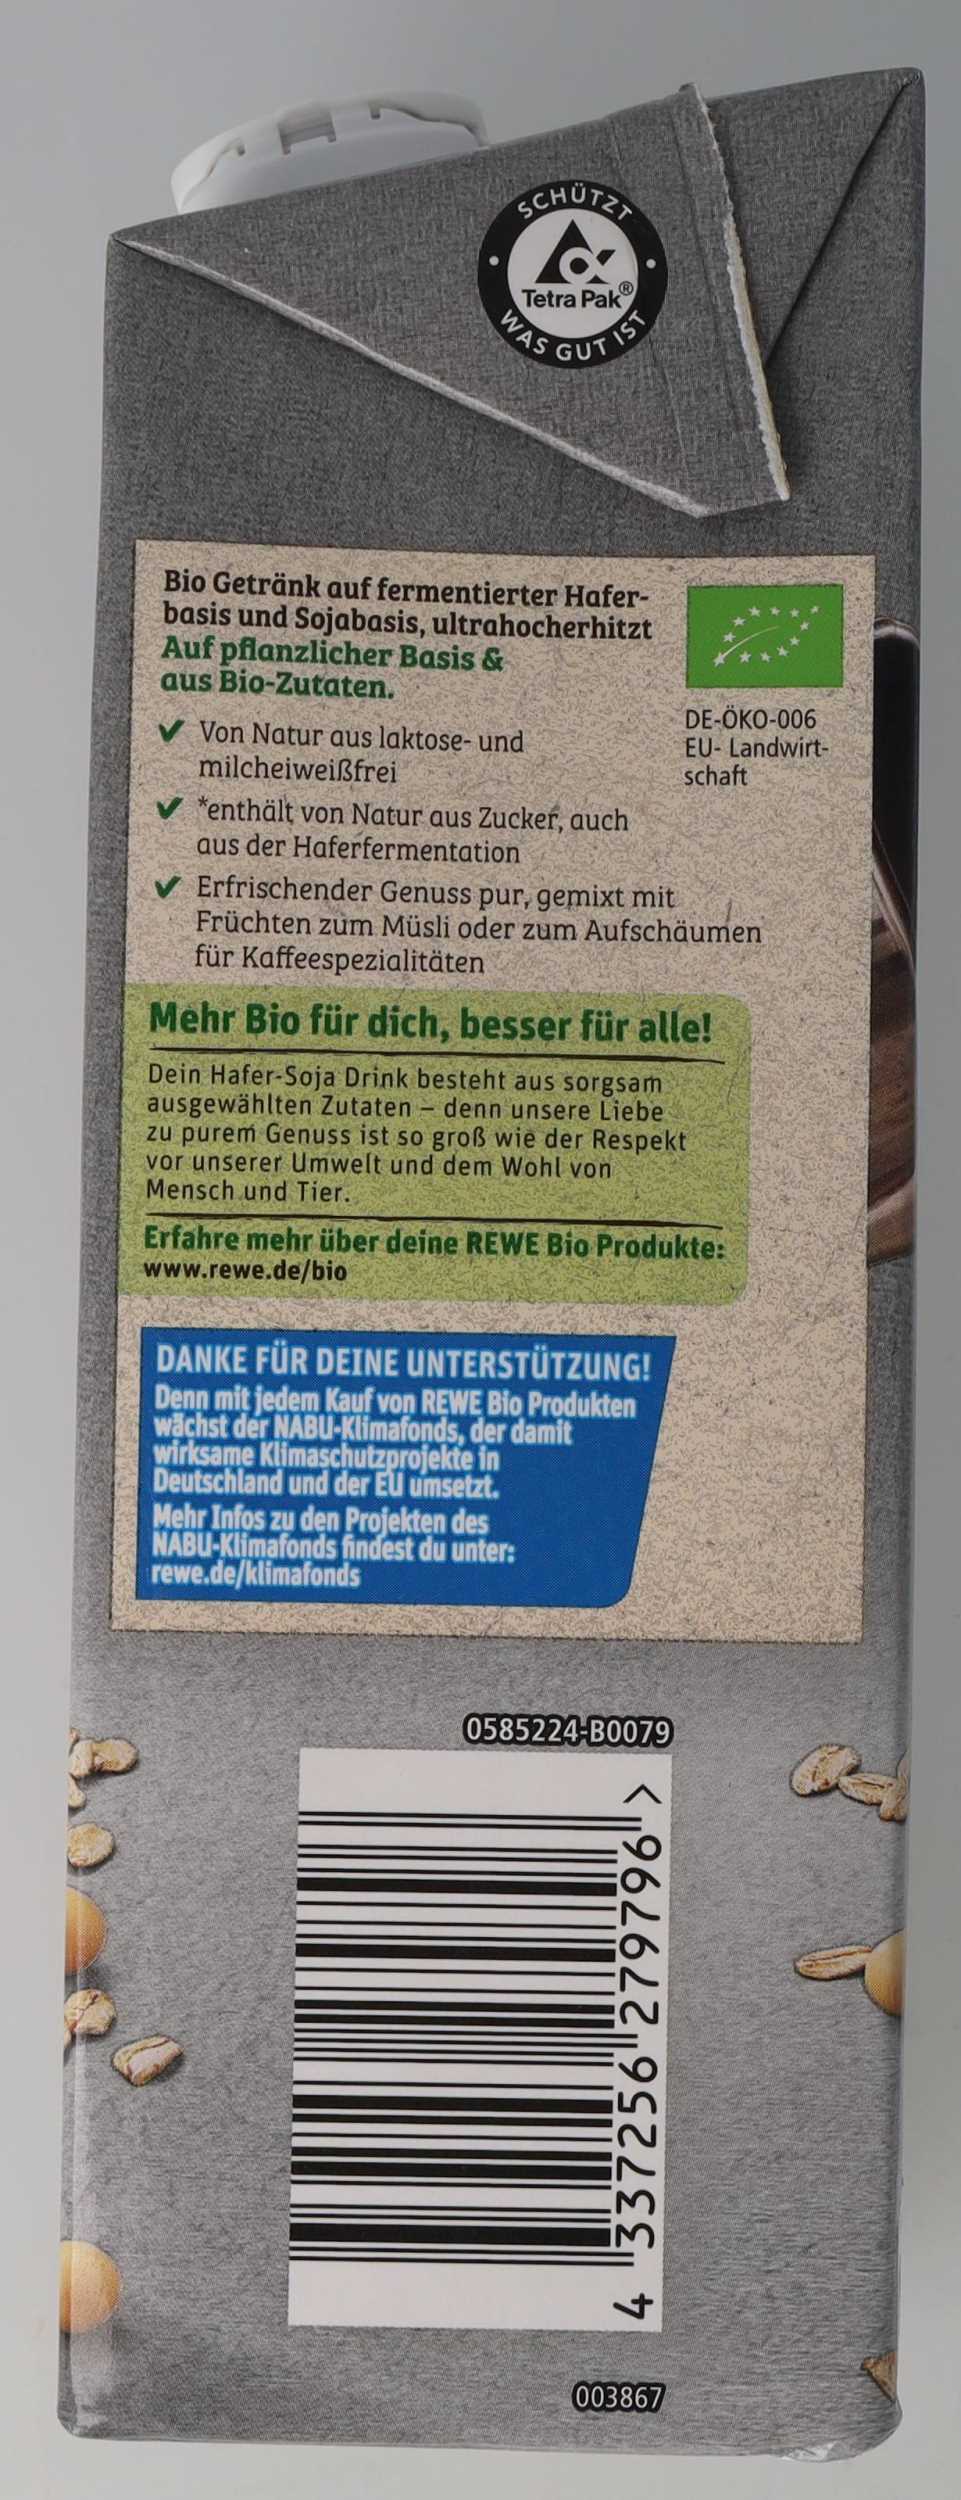 SCHÜTZT
Tetra Pak®
WAS GUT IST
Bio Getränk auf fermentierter Hafer-
basis und Sojabasis, ultrahocherhitzt
Auf pflanzlicher Basis &
aus Bio-Zutaten.
DE-ÖKO-006
EU- Landwirt-
schaft
✔ Von Natur aus laktose- und
milcheiweißfrei
✔ *enthält von Natur aus Zucker, auch
aus der Haferfermentation
✔ Erfrischender Genuss pur, gemixt mit
Früchten zum Müsli oder zum Aufschäumen
für Kaffeespezialitäten
Mehr Bio für dich, besser für alle!
Dein Hafer-Soja Drink besteht aus sorgsam
ausgewählten Zutaten – denn unsere Liebe
zu purem Genuss ist so groß wie der Respekt
vor unserer Umwelt und dem Wohl von
Mensch und Tier.
Erfahre mehr über deine REWE Bio Produkte:
www.rewe.de/bio
DANKE FÜR DEINE UNTERSTÜTZUNG!
Denn mit jedem Kauf von REWE Bio Produkten
wächst der NABU-Klimafonds, der damit
wirksame Klimaschutzprojekte in
Deutschland und der EU umsetzt.
Mehr Infos zu den Projekten des
NABU-Klimafonds findest du unter:
rewe.de/klimafonds
0585224-B0079
4 337256 279796 >
003867